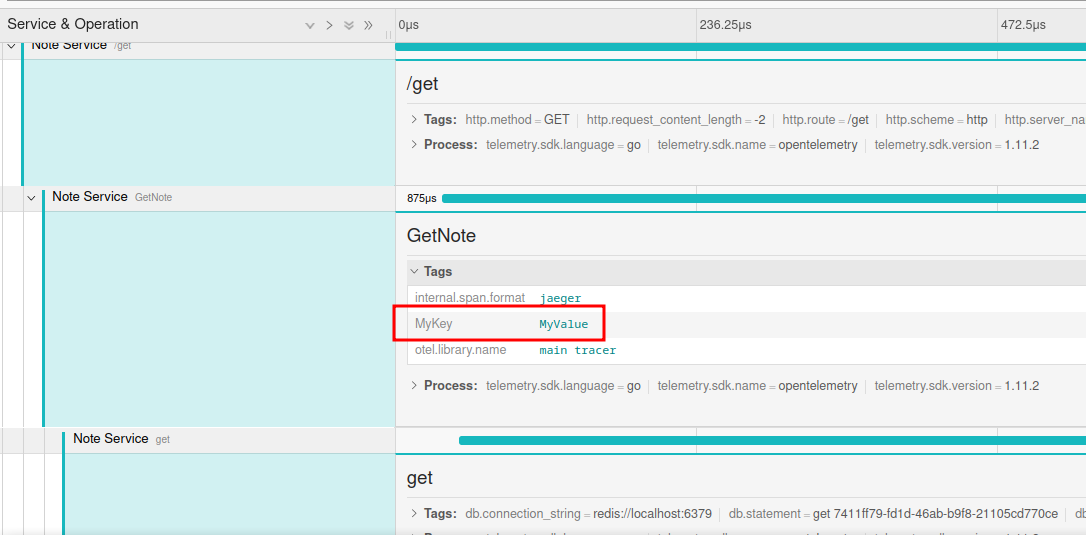 Service & Operation 0μs 236.25μs 472.5μs
Note Service /get
/get
Tags: http.method = GET http.request_content_length = -2 http.route = /get http.scheme = http http.server_na
Process: telemetry.sdk.language = go telemetry.sdk.name = opentelemetry telemetry.sdk.version = 1.11.2
Note Service GetNote 875μs
GetNote
Tags
internal.span.format jaeger
MyKey MyValue
otel.library.name main tracer
Process: telemetry.sdk.language = go telemetry.sdk.name = opentelemetry telemetry.sdk.version = 1.11.2
Note Service get
get
Tags: db.connection_string = redis://localhost:6379 db.statement = get 7411ff79-fd1d-46ab-b9f8-21105cd770ce db